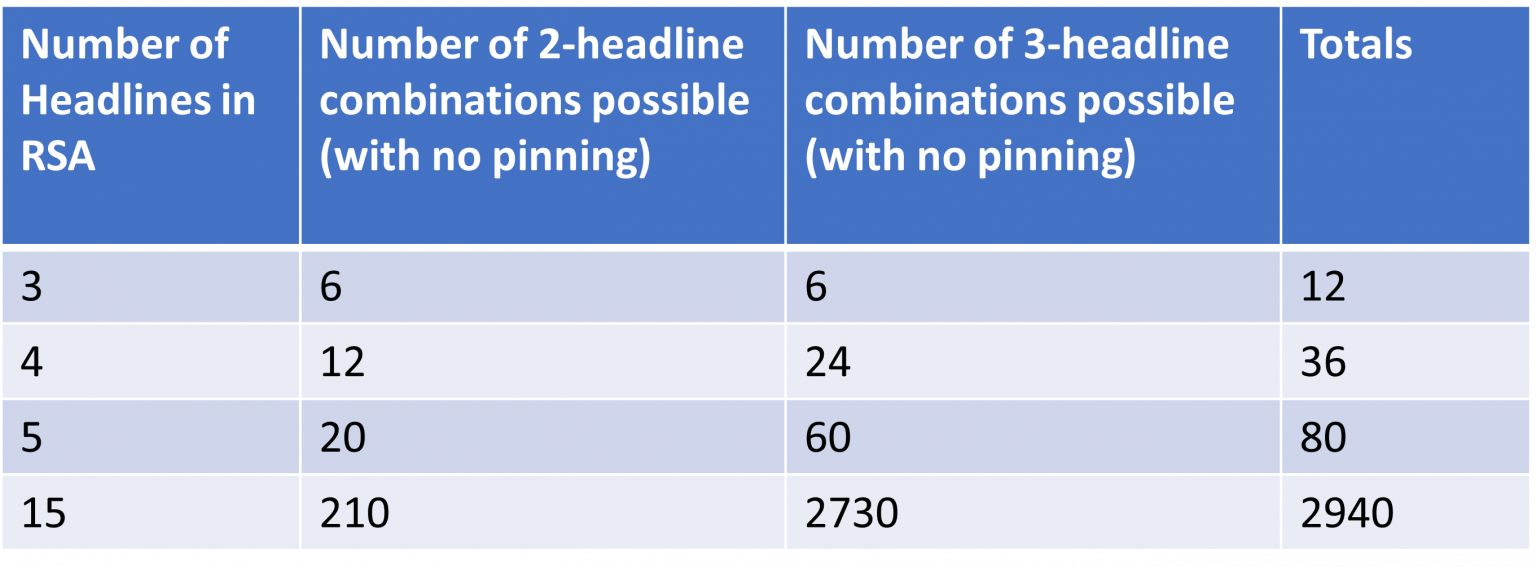 Number of
Headlines in
RSA
Number of 2-headline
combinations possible
(with no pinning)
Number of 3-headline
combinations possible
(with no pinning)
Totals
3 6 6 12
4 12 24 36
5 20 60 80
15 210 2730 2940